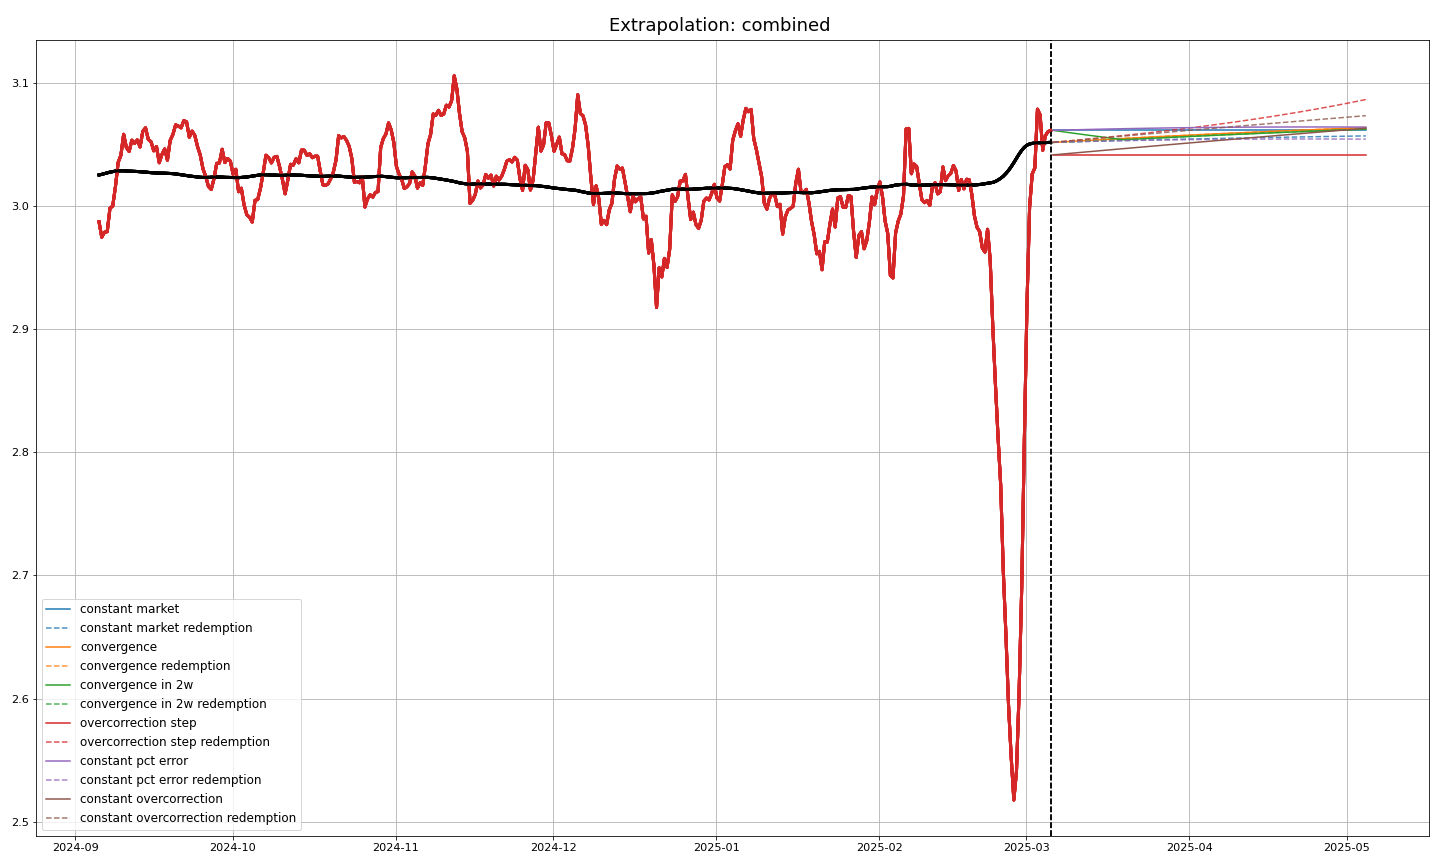 Extrapolation: combined
3.1
3.0
2.9
2.8
2.7
2.6
2.5
constant market
constant market redemption
convergence
convergence redemption
convergence in 2w
convergence in 2w redemption
overcorrection step
overcorrection step redemption
constant pct error
constant pct error redemption
constant overcorrection
constant overcorrection redemption
2024-09 2024-10 2024-11 2024-12 2025-01 2025-02 2025-03 2025-04 2025-05